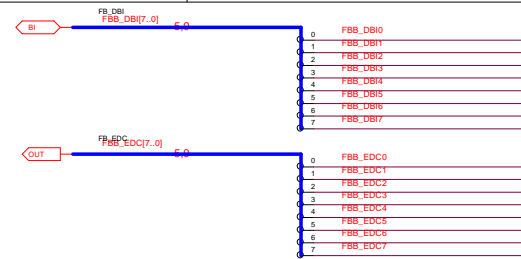 FB_DBI
BI FBB_DBI[7..0] 5,9
0 FBB_DBI0
1 FBB_DBI1
2 FBB_DBI2
3 FBB_DBI3
4 FBB_DBI4
5 FBB_DBI5
6 FBB_DBI6
7 FBB_DBI7
FB_EDC
OUT FBB_EDC[7..0] 5,9
0 FBB_EDC0
1 FBB_EDC1
2 FBB_EDC2
3 FBB_EDC3
4 FBB_EDC4
5 FBB_EDC5
6 FBB_EDC6
7 FBB_EDC7